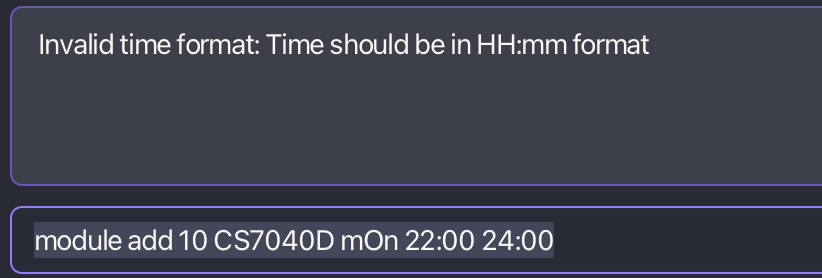 Invalid time format: Time should be in HH:mm format
module add 10 CS7040D mOn 22:00 24:00